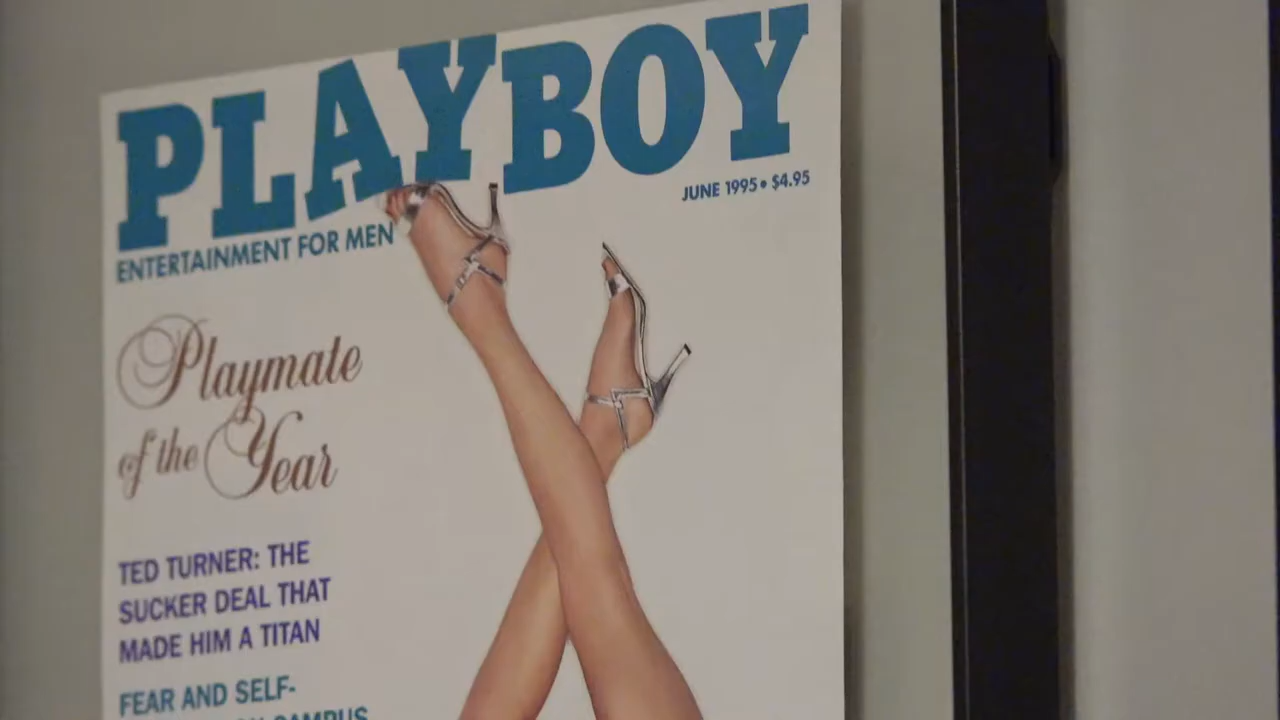 PLAYBOY
JUNE 1995• $4.95
ENTERTAINMENT FOR MEN
Playmate
of the Year
TED TURNER: THE
SUCKER DEAL THAT
MADE HIM A TITAN
FEAR AND SELF-
CAMPUS